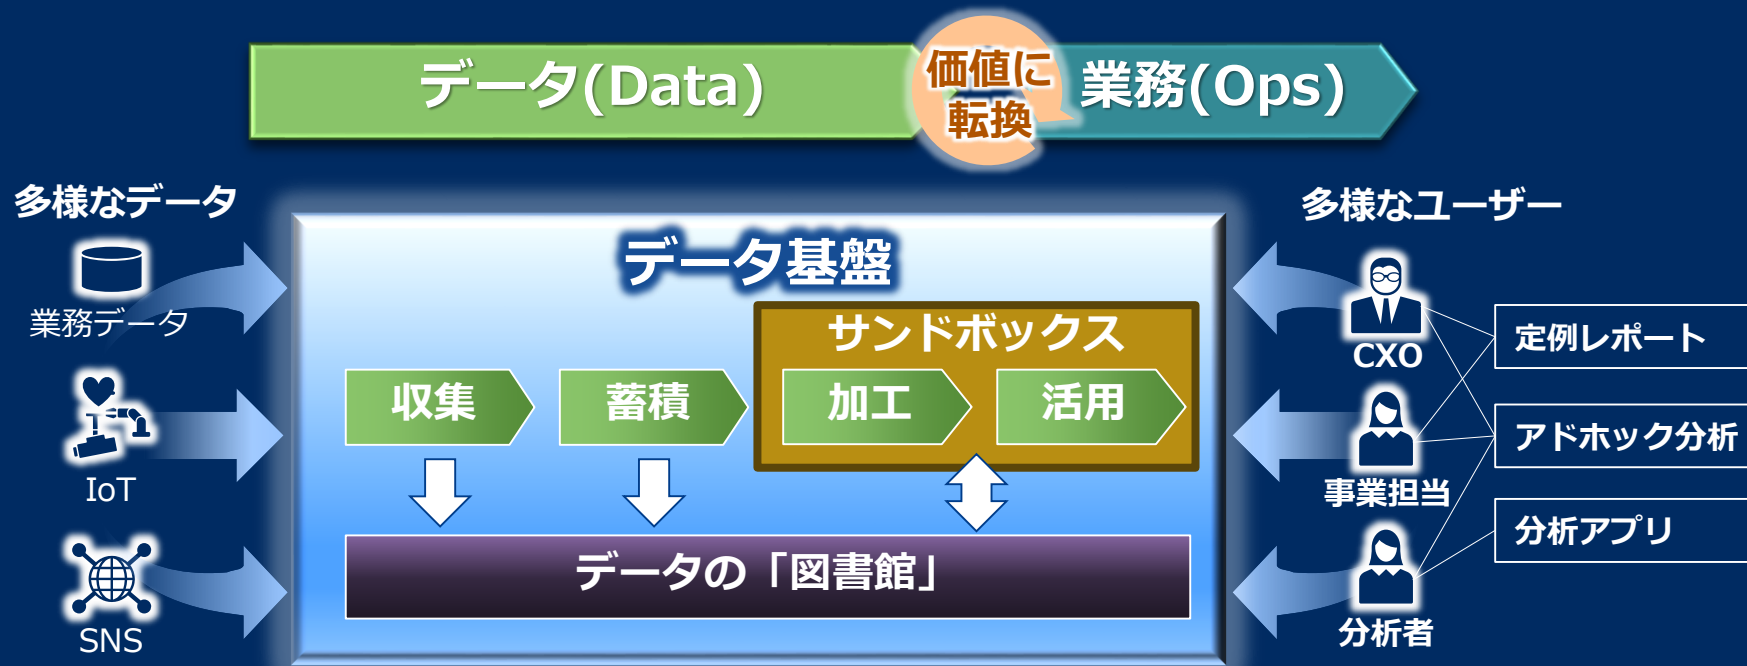 データ(Data)
価値に
転換
業務(Ops)
多様なデータ
業務データ
IoT
SNS
データ基盤
サンドボックス
収集
蓄積
加工
活用
データの「図書館」
多様なユーザー
CXO
事業担当
分析者
定例レポート
アドホック分析
分析アプリ